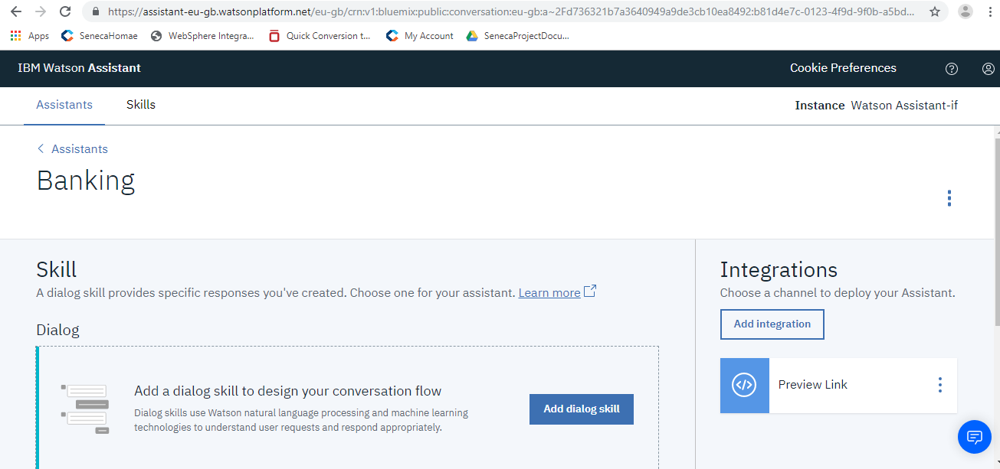 https://assistant-eu-gb.watsonplatform.net/eu-gb/crn:v1:bluemix:public:conversation:eu-gb:a~2Fd736321b7a3640949a9de3cb10ea8492:b81d4e7c-0123-4f9d-9f0b-a5bd...
Apps SenecaHomae WebSphere Integra... Quick Conversion t... My Account SenecaProjectDocu...
IBM Watson Assistant Cookie Preferences
Assistants Skills Instance Watson Assistant-if
Assistants
Banking
Skill
A dialog skill provides specific responses you've created. Choose one for your assistant. Learn more
Dialog
Add a dialog skill to design your conversation flow
Dialog skills use Watson natural language processing and machine learning
technologies to understand user requests and respond appropriately.
Add dialog skill
Integrations
Choose a channel to deploy your Assistant.
Add integration
Preview Link